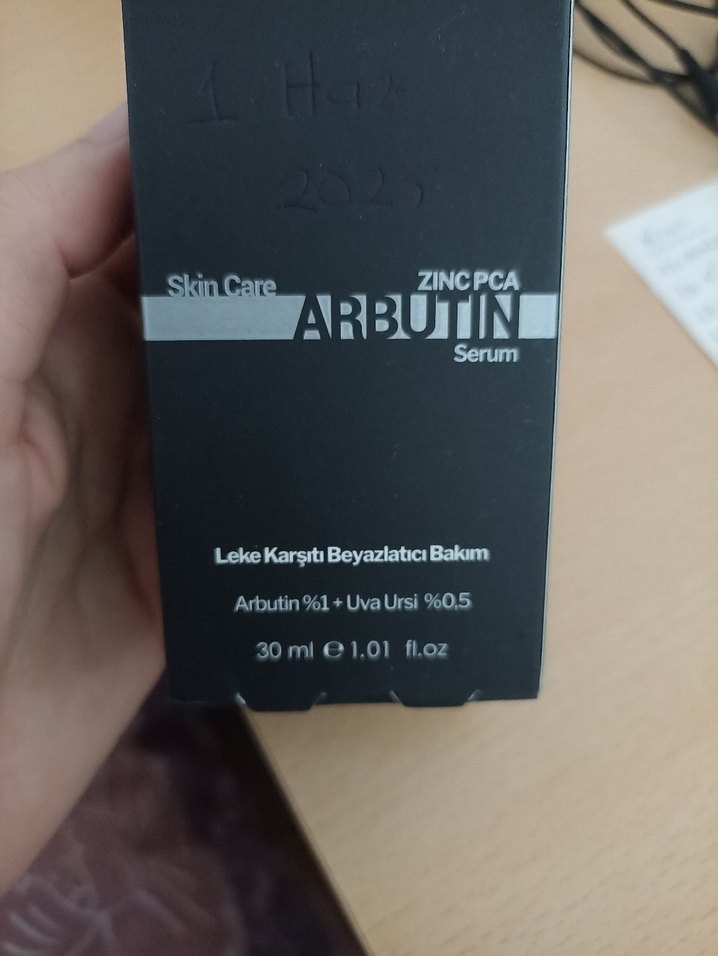 1 Haz
2025
Skin Care
ZINC PCA
ARBUTIN
Serum
Leke Karşıtı Beyazlatıcı Bakım
Arbutin %1 + Uva Ursi %0,5
30 ml ℮ 1.01 fl.oz